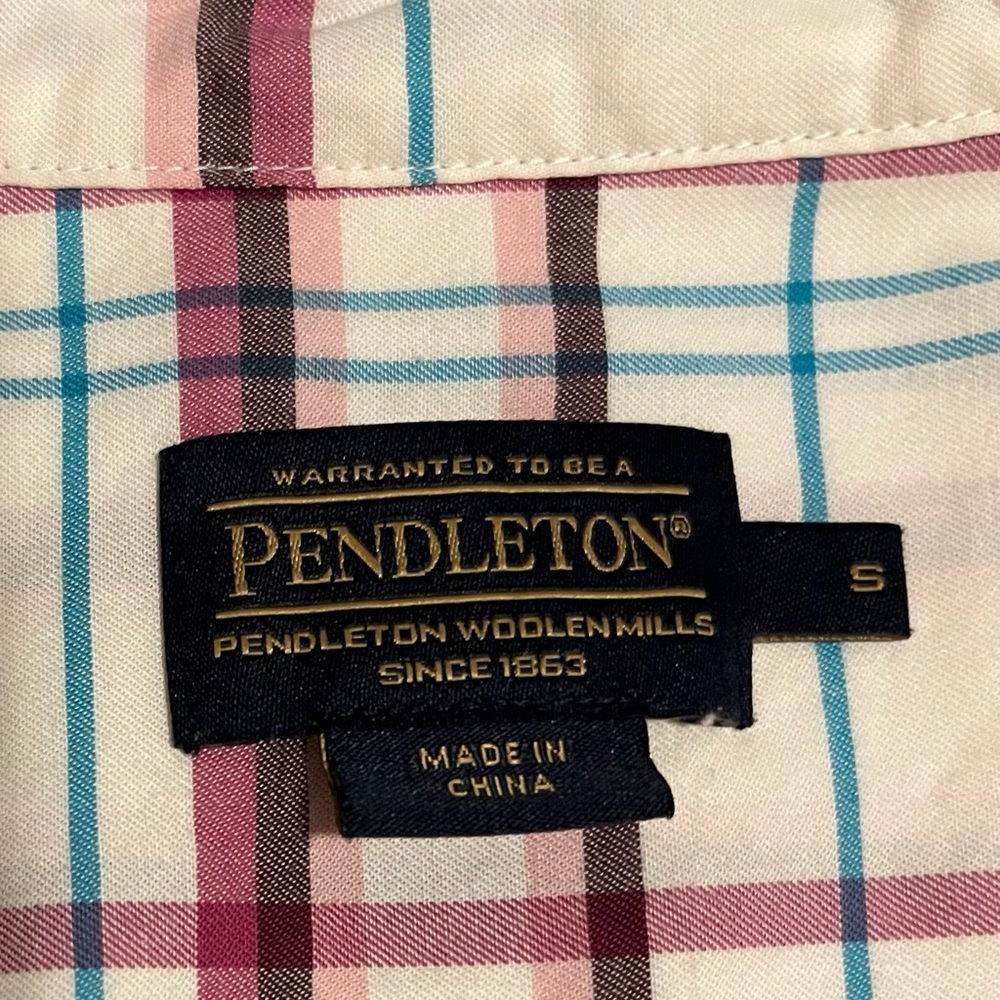 WARRANTED TO BE A
PENDLETON®
PENDLETON WOOLEN MILLS
SINCE 1863
S
MADE IN
CHINA